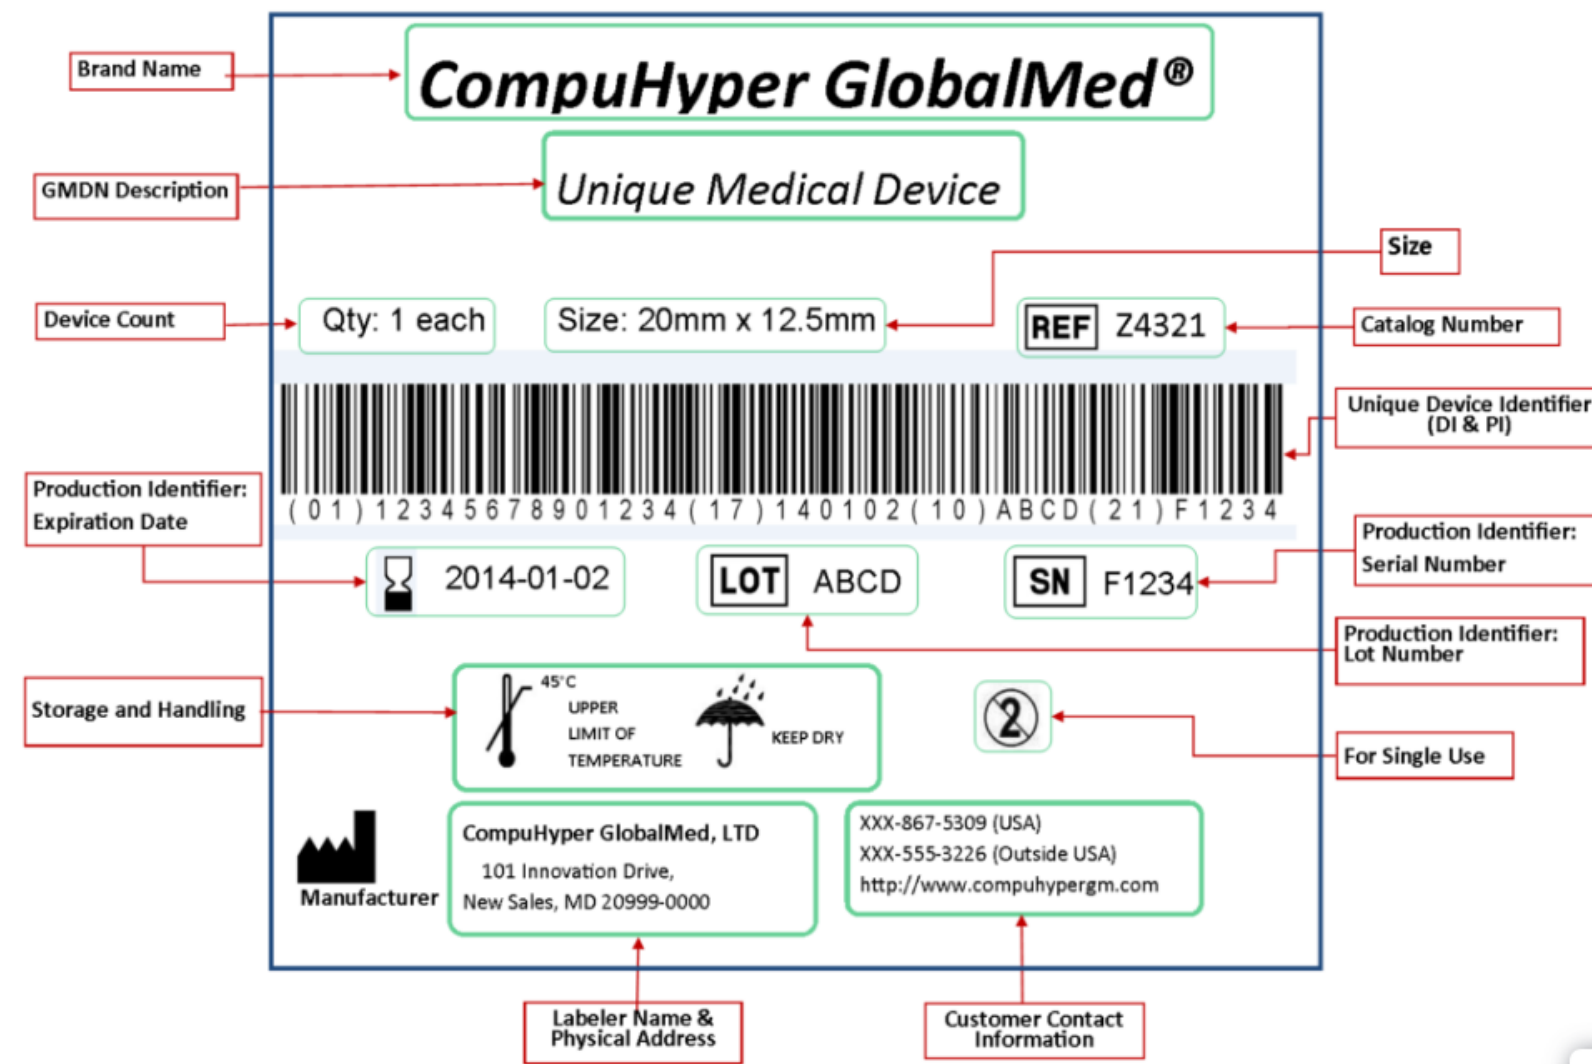 Brand Name
CompuHyper GlobalMed®
GMDN Description
Unique Medical Device
Size
Device Count
Qty: 1 each
Size: 20mm x 12.5mm
REF Z4321
Catalog Number
Unique Device Identifier
(DI & PI)
(01)12345678901234(17)140102(10)ABCD(21)F1234
Production Identifier:
Expiration Date
2014-01-02
LOT ABCD
SN F1234
Production Identifier:
Serial Number
Production Identifier:
Lot Number
Storage and Handling
45°C
UPPER
LIMIT OF
TEMPERATURE
KEEP DRY
2
For Single Use
Manufacturer
CompuHyper GlobalMed, LTD
101 Innovation Drive,
New Sales, MD 20999-0000
XXX-867-5309 (USA)
XXX-555-3226 (Outside USA)
http://www.compuhypergm.com
Labeler Name &
Physical Address
Customer Contact
Information